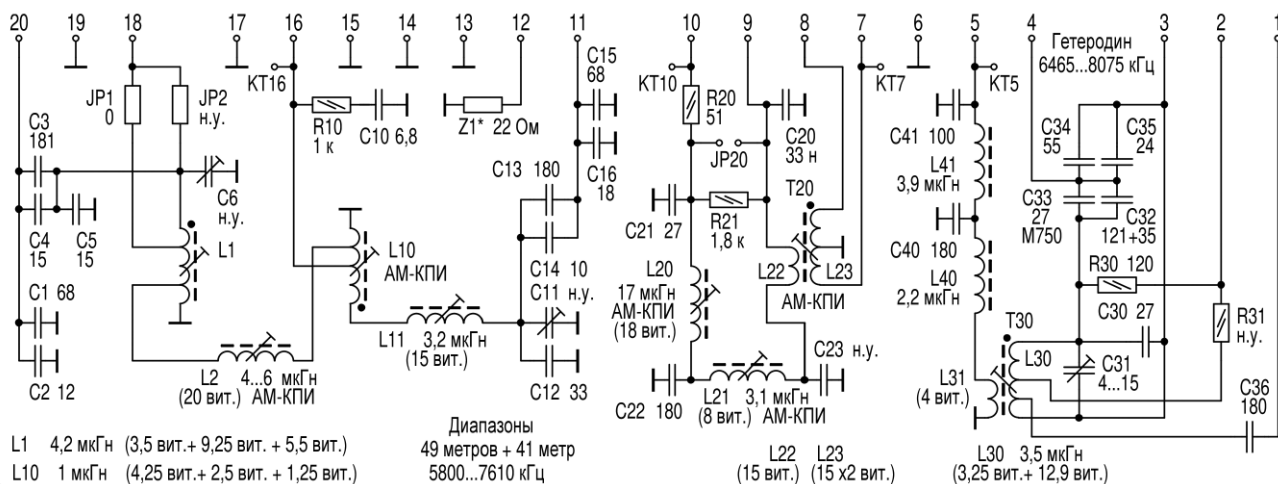 20 19 18 17 16 15 14 13 12 11 10 9 8 7 6 5 4 3 2 1
JP1
0
JP2
н.у.
C3
181
C6
н.у.
C4
15
C5
15
L1
C1 68
C2 12
L2
(20 вит.)
4...6 мкГн
АМ-КПИ
КТ16
R10
1 к
C10 6,8
L10
АМ-КПИ
L11
3,2 мкГн
(15 вит.)
Z1* 22 Ом
C15
68
C16
18
C13 180
C14 10
C11 н.у.
C12 33
КТ10
R20
51
JP20
C20
33 н
КТ7
C21 27
R21
1,8 к
T20
L22
L23
АМ-КПИ
L20
17 мкГн
АМ-КПИ
(18 вит.)
C22 180
L21
(8 вит.)
3,1 мкГн
АМ-КПИ
C23 н.у.
КТ5
C41 100
L41
3,9 мкГн
C40 180
L40
2,2 мкГн
Гетеродин
6465...8075 кГц
C34
55
C35
24
C33
27
М750
C32
121+35
R30 120
C30 27
R31
н.у.
T30
L30
L31
(4 вит.)
C31
4...15
C36
180
L1 4,2 мкГн (3,5 вит.+ 9,25 вит. + 5,5 вит.)
L10 1 мкГн (4,25 вит.+ 2,5 вит. + 1,25 вит.)
Диапазоны
49 метров + 41 метр
5800...7610 кГц
L22 L23
(15 вит.) (15 х2 вит.)
L30 3,5 мкГн
(3,25 вит.+ 12,9 вит.)